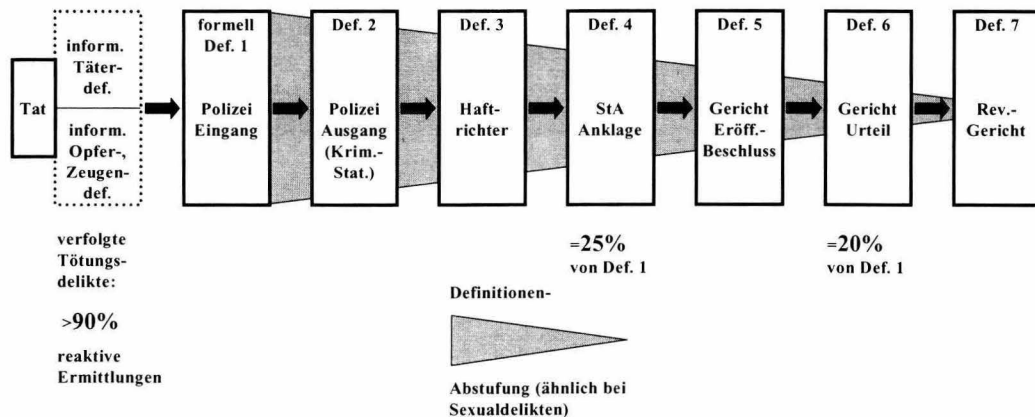 Tat
inform.
Täter-
def.
inform.
Opfer-,
Zeugen-
def.
formell
Def. 1
Polizei
Eingang
Def. 2
Polizei
Ausgang
(Krim.-
Stat.)
Def. 3
Haft-
richter
Def. 4
StA
Anklage
Def. 5
Gericht
Eröff.-
Beschluss
Def. 6
Gericht
Urteil
Def. 7
Rev.-
Gericht
verfolgte
Tötungs-
delikte:
>90%
reaktive
Ermittlungen
=25%
von Def. 1
=20%
von Def. 1
Definitionen-
Abstufung (ähnlich bei
Sexualdelikten)